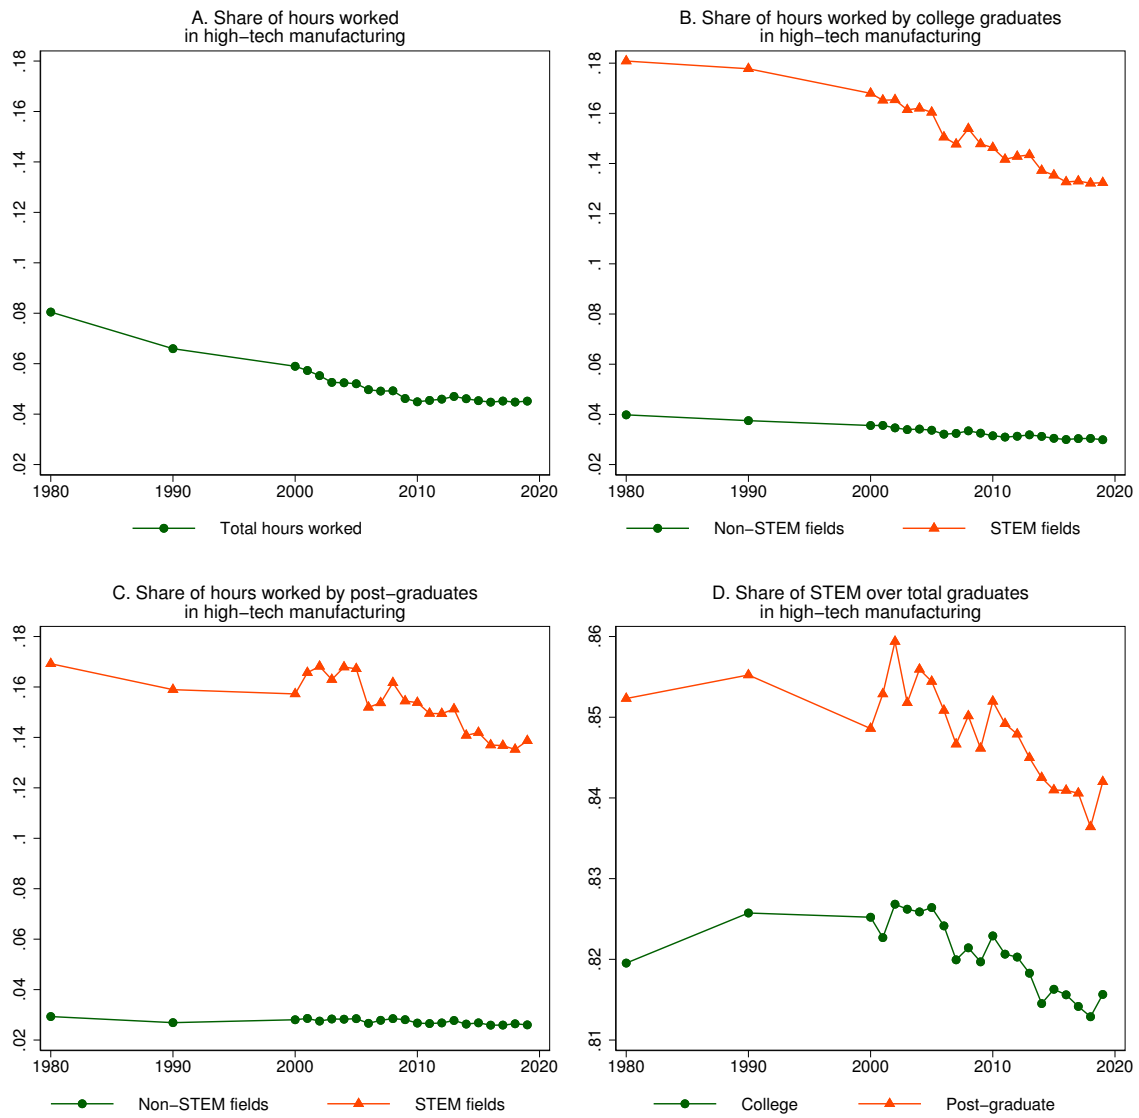 A. Share of hours worked
in high−tech manufacturing
.18
.16
.14
.12
.1
.08
.06
.04
.02
1980 1990 2000 2010 2020
Total hours worked
B. Share of hours worked by college graduates
in high−tech manufacturing
.18
.16
.14
.12
.1
.08
.06
.04
.02
1980 1990 2000 2010 2020
Non−STEM fields STEM fields
C. Share of hours worked by post−graduates
in high−tech manufacturing
.18
.16
.14
.12
.1
.08
.06
.04
.02
1980 1990 2000 2010 2020
Non−STEM fields STEM fields
D. Share of STEM over total graduates
in high−tech manufacturing
.86
.85
.84
.83
.82
.81
1980 1990 2000 2010 2020
College Post−graduate